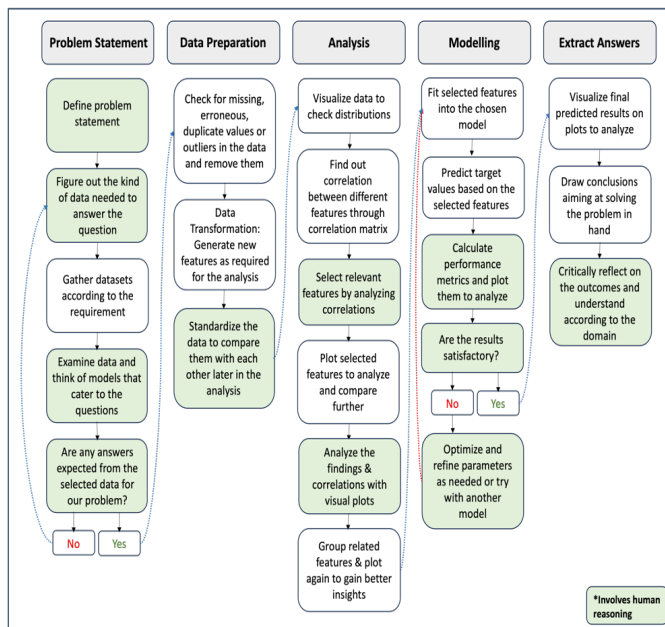 Problem Statement
Define problem
statement
Figure out the kind
of data needed to
answer the
question
Gather datasets
according to the
requirement
Examine data and
think of models that
cater to the
questions
Are any answers
expected from the
selected data for
our problem?
No
Yes
Data Preparation
Check for missing,
erroneous,
duplicate values or
outliers in the data
and remove them
Data
Transformation:
Generate new
features as required
for the analysis
Standardize the
data to compare
them with each
other later in the
analysis
Analysis
Visualize data to
check distributions
Find out
correlation
between different
features through
correlation matrix
Select relevant
features by analyzing
correlations
Plot selected
features to analyze
and compare
further
Analyze the
findings &
correlations with
visual plots
Group related
features & plot
again to gain better
insights
Modelling
Fit selected features
into the chosen
model
Predict target
values based on the
selected features
Calculate
performance
metrics and plot
them to analyze
Are the results
satisfactory?
No
Yes
Optimize and
refine parameters
as needed or try
with another
model
Extract Answers
Visualize final
predicted results on
plots to analyze
Draw conclusions
aiming at solving
the problem in
hand
Critically reflect on
the outcomes and
understand
according to the
domain
*Involves human
reasoning